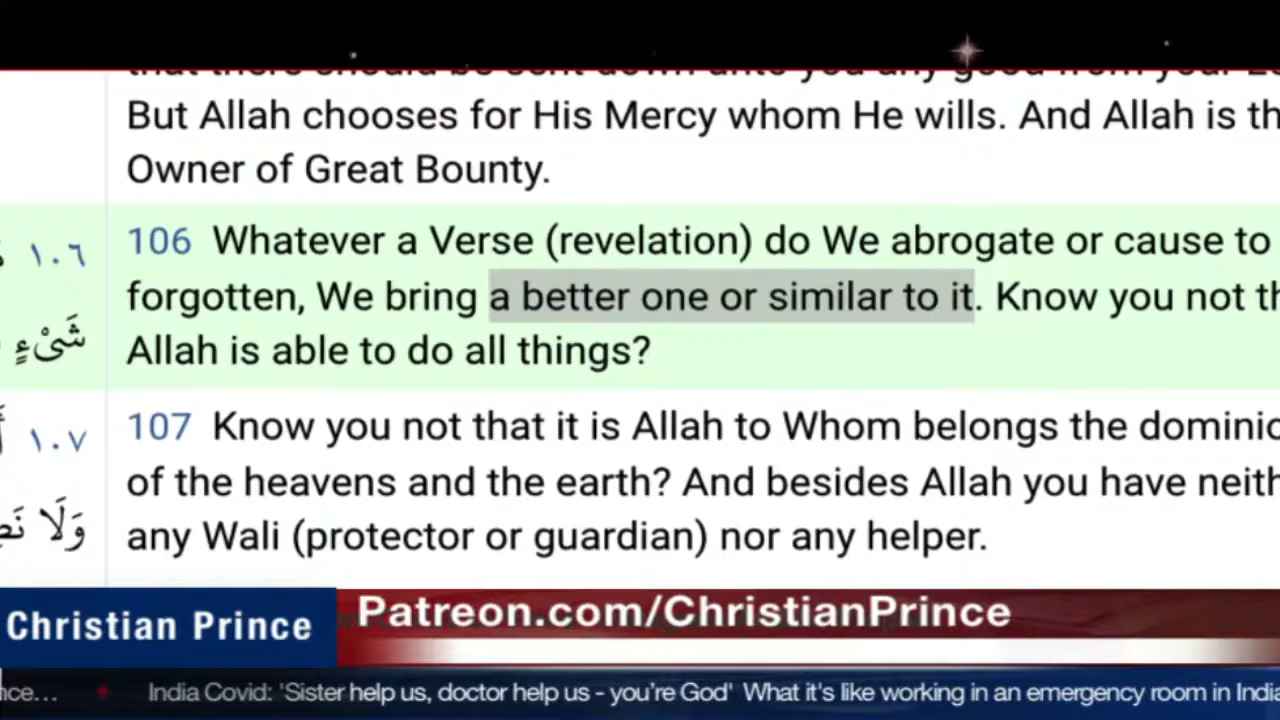 But Allah chooses for His Mercy whom He wills. And Allah is th
Owner of Great Bounty.
١٠٦
106 Whatever a Verse (revelation) do We abrogate or cause to
forgotten, We bring a better one or similar to it. Know you not th
شَىْءٍ
Allah is able to do all things?
١٠٧
107 Know you not that it is Allah to Whom belongs the dominio
of the heavens and the earth? And besides Allah you have neith
وَلَا
any Wali (protector or guardian) nor any helper.
Christian Prince
Patreon.com/ChristianPrince
nce... India Covid: 'Sister help us, doctor help us - you're God' What it's like working in an emergency room in India